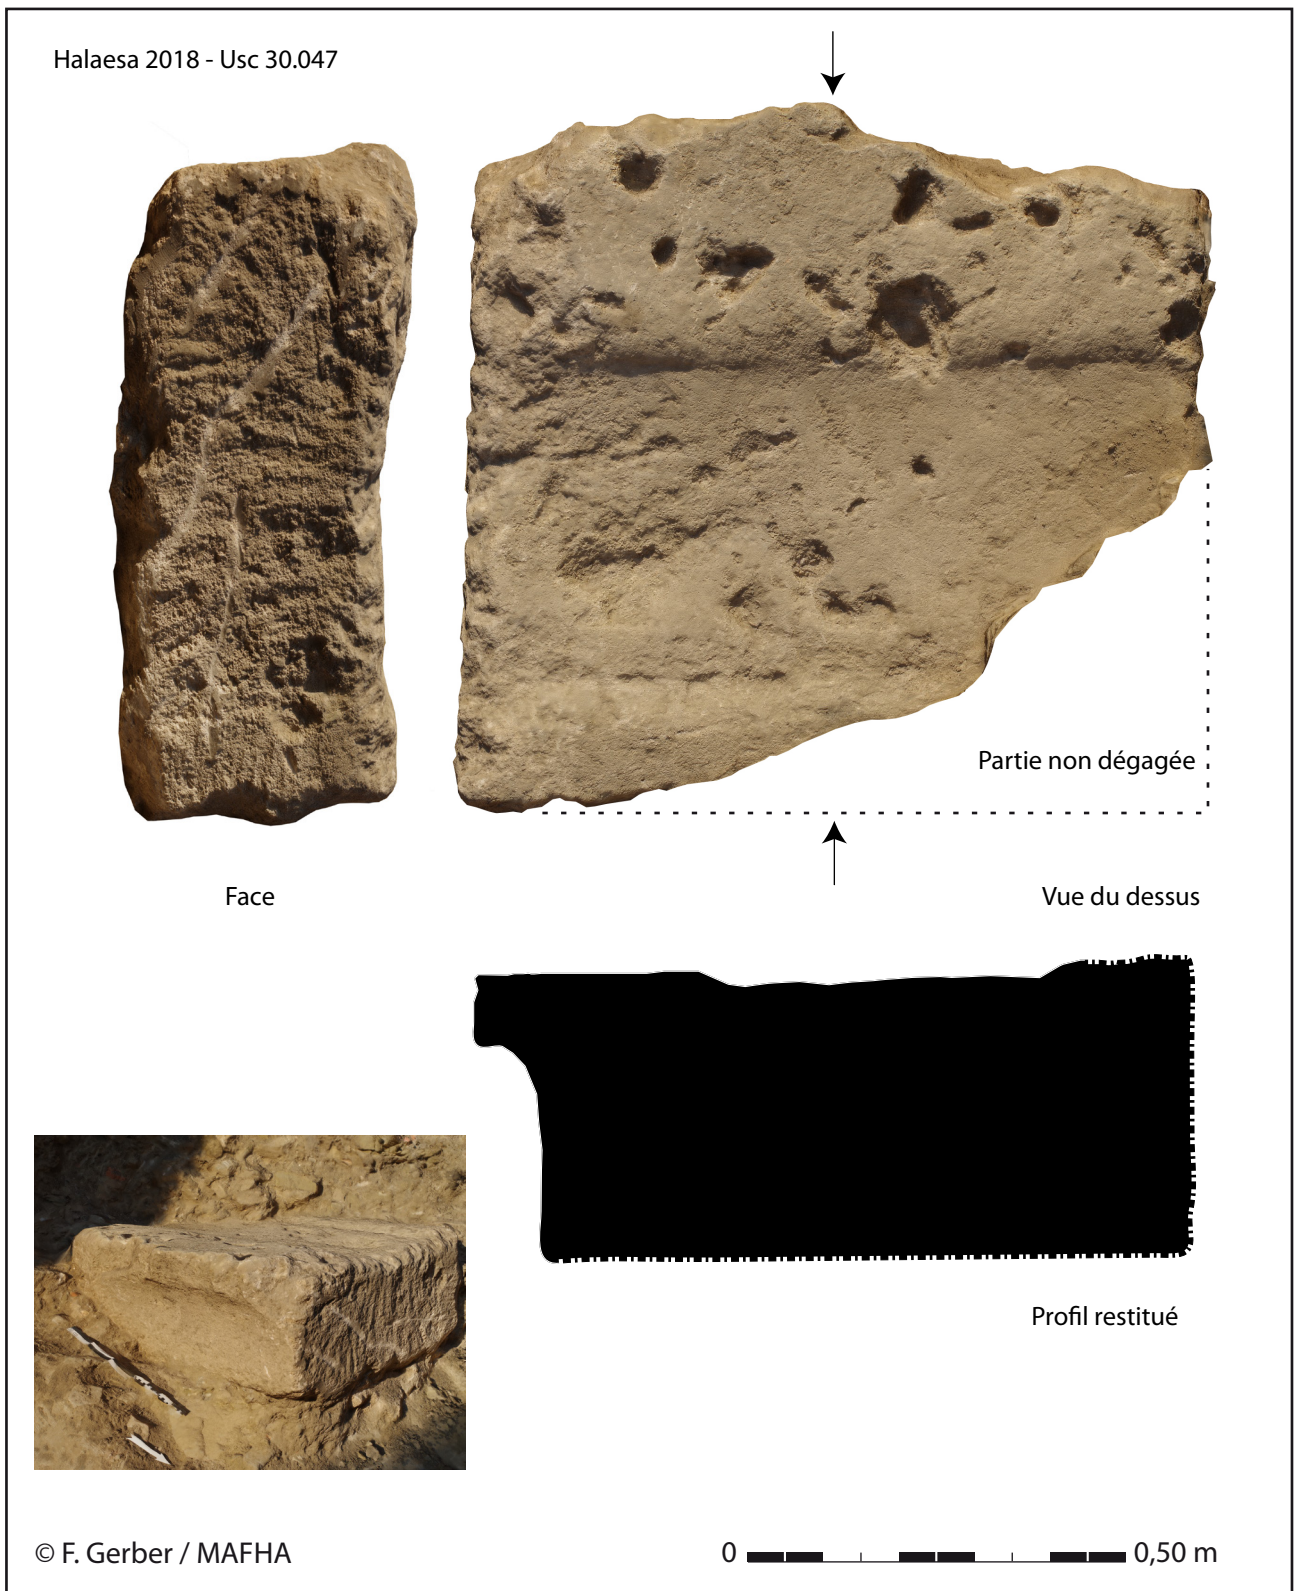 Halaesa 2018 - Usc 30.047
Partie non dégagée
Face
Vue du dessus
Profil restitué
© F. Gerber / MAFHA
0
0,50 m